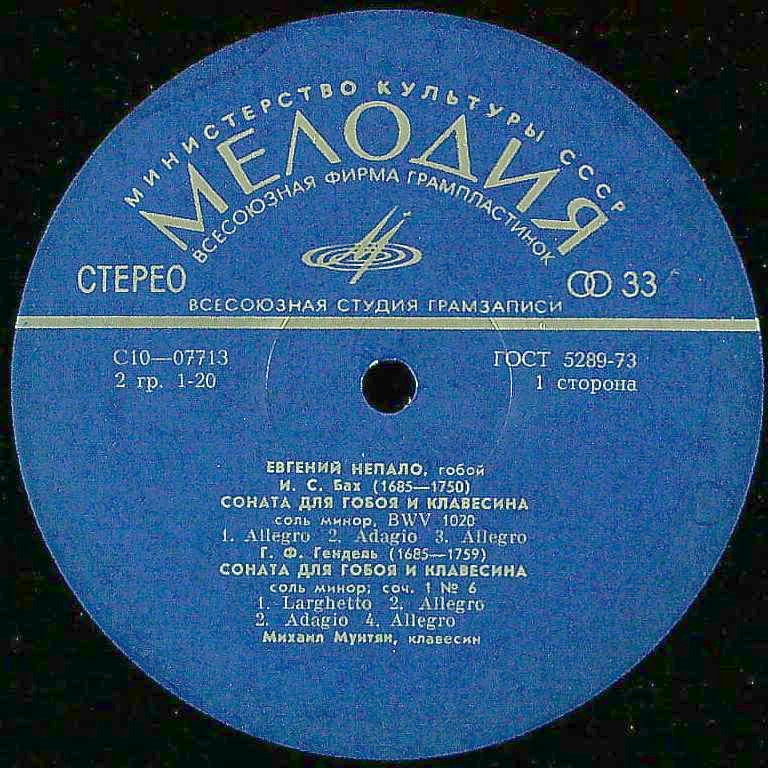 МИНИСТЕРСТВО КУЛЬТУРЫ СССР
МЕЛОДИЯ
ВСЕСОЮЗНАЯ ФИРМА ГРАМПЛАСТИНОК
СТЕРЕО
33
ВСЕСОЮЗНАЯ СТУДИЯ ГРАМЗАПИСИ
С10—07713
ГОСТ 5289-73
2 гр. 1-20
1 сторона
ЕВГЕНИЙ НЕПАЛО, гобой
И. С. Бах (1685—1750)
СОНАТА ДЛЯ ГОБОЯ И КЛАВЕСИНА
соль минор, BWV 1020
1. Allegro 2. Adagio 3. Allegro
Г. Ф. Гендель (1685—1759)
СОНАТА ДЛЯ ГОБОЯ И КЛАВЕСИНА
соль минор; соч. 1 № 6
1. Larghetto 2. Allegro
2. Adagio 4. Allegro
Михаил Мунтян, клавесин